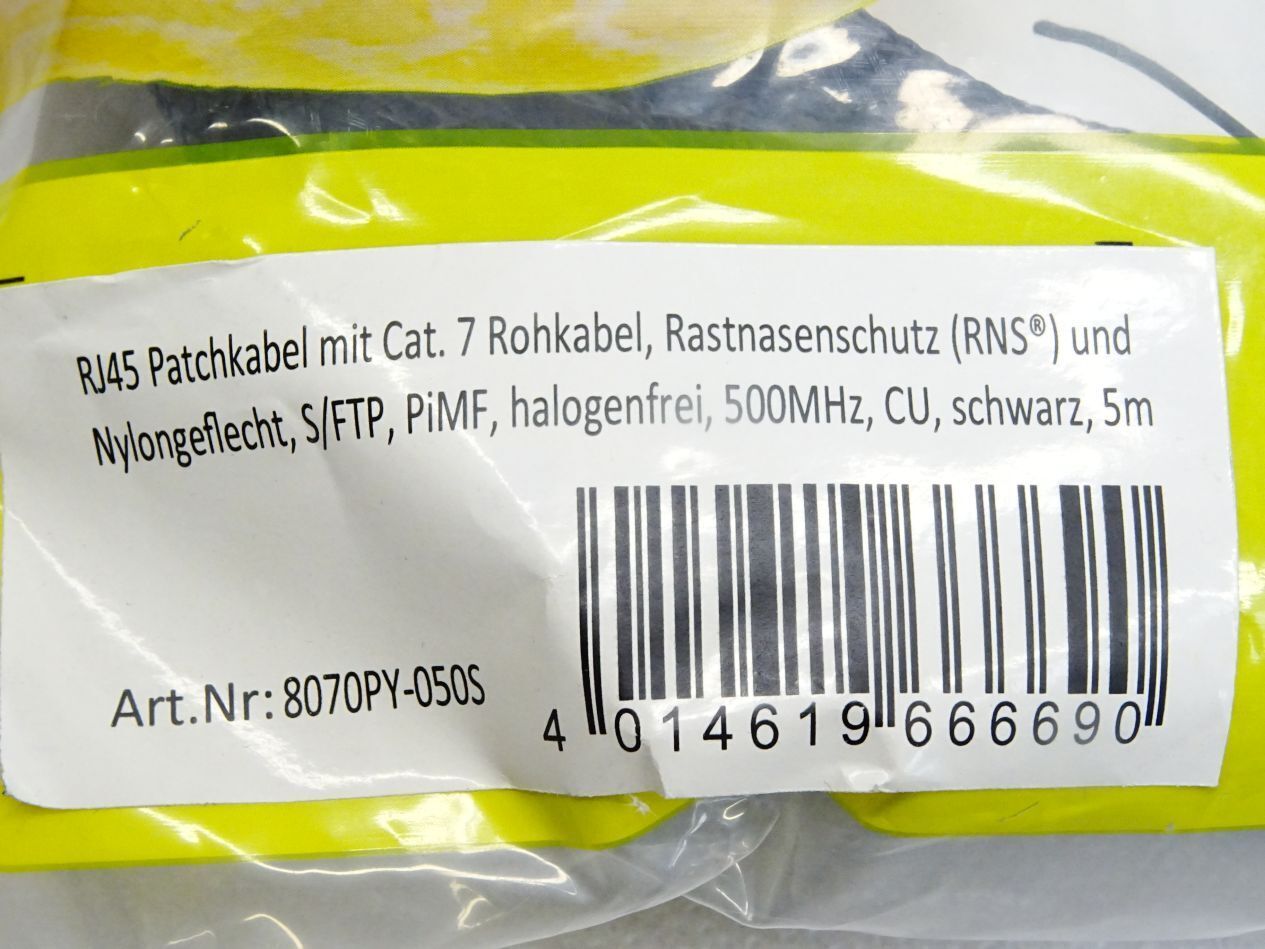 RJ45 Patchkabel mit Cat. 7 Rohkabel, Rastnasenschutz (RNS®) und
Nylongeflecht, S/FTP, PiMF, halogenfrei, 500MHz, CU, schwarz, 5m
Art.Nr: 8070PY-050S
4 014619 666690